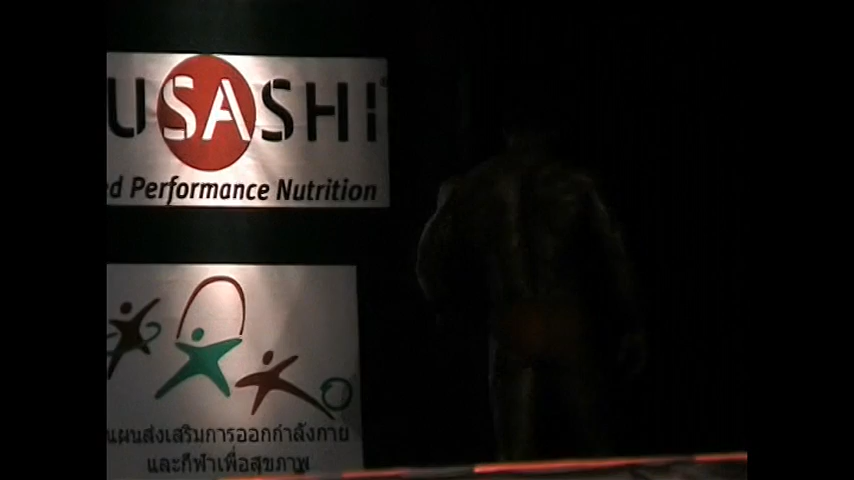 USASHI
ed Performance Nutrition
แผนส่งเสริมการออกกำลังกาย
และกีฬาเพื่อสุขภาพ